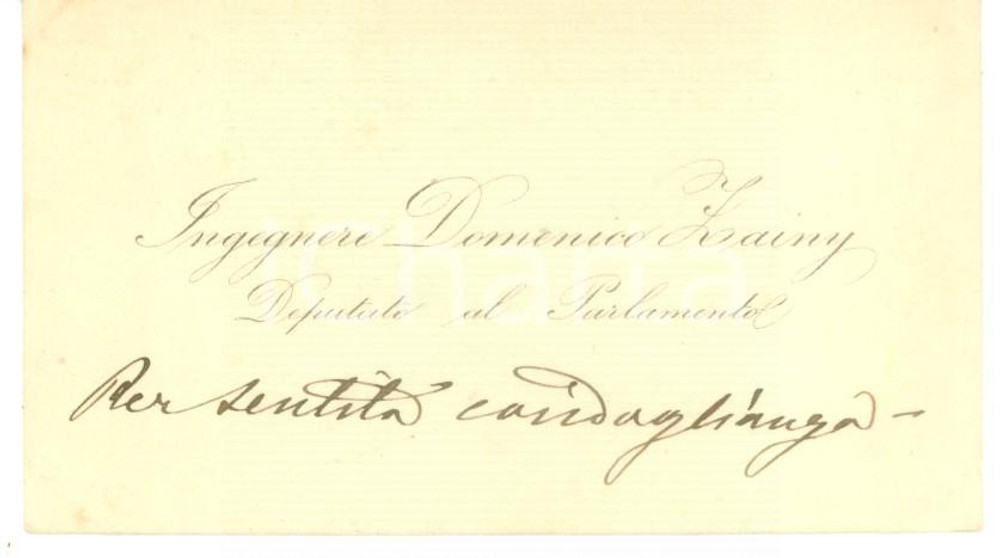 Ingegnere Domenico Zainy
Deputato al Parlamento
Per sentita condoglianza -